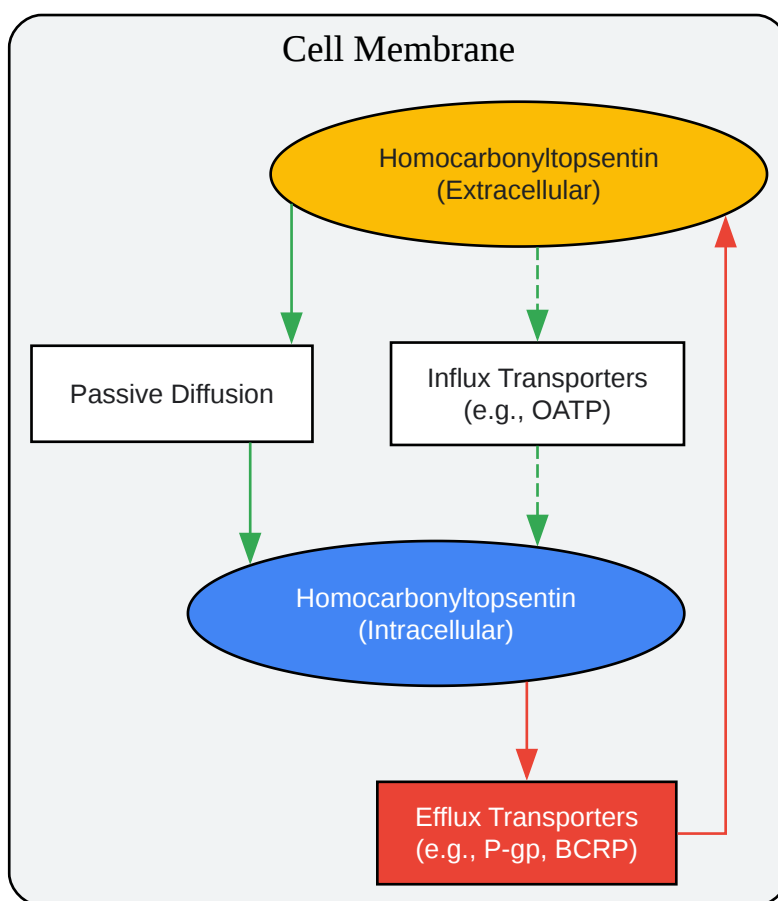 Cell Membrane
Homocarbonyltopsentin
(Extracellular)
Passive Diffusion
Influx Transporters
(e.g., OATP)
Homocarbonyltopsentin
(Intracellular)
Efflux Transporters
(e.g., P-gp, BCRP)